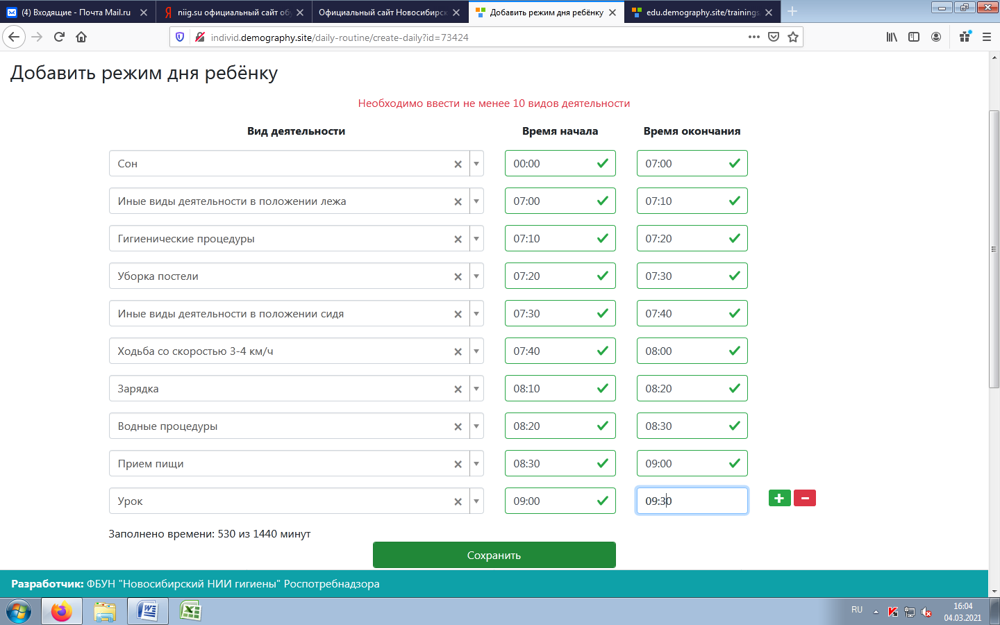 (4) Входящие - Почта Mail.ru
niig.su официальный сайт обу
Официальный сайт Новосибирск
Добавить режим дня ребёнку
edu.demography.site/trainings
individ.demography.site/daily-routine/create-daily?id=73424
Добавить режим дня ребёнку
Необходимо ввести не менее 10 видов деятельности
Вид деятельности Время начала Время окончания
Сон 00:00 07:00
Иные виды деятельности в положении лежа 07:00 07:10
Гигиенические процедуры 07:10 07:20
Уборка постели 07:20 07:30
Иные виды деятельности в положении сидя 07:30 07:40
Ходьба со скоростью 3-4 км/ч 07:40 08:00
Зарядка 08:10 08:20
Водные процедуры 08:20 08:30
Прием пищи 08:30 09:00
Урок 09:00 09:30
Заполнено времени: 530 из 1440 минут
Сохранить
Разработчик: ФБУН "Новосибирский НИИ гигиены" Роспотребнадзора
RU
16:04
04.03.2021